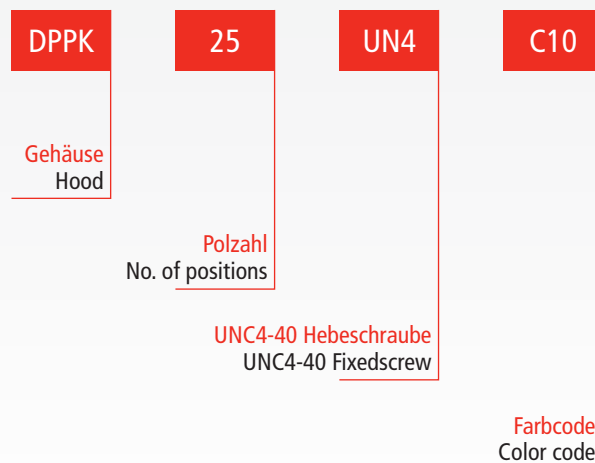 DPPK 25 UN4 C10
Gehäuse
Hood
Polzahl
No. of positions
UNC4-40 Hebeschraube
UNC4-40 Fixedscrew
Farbcode
Color code